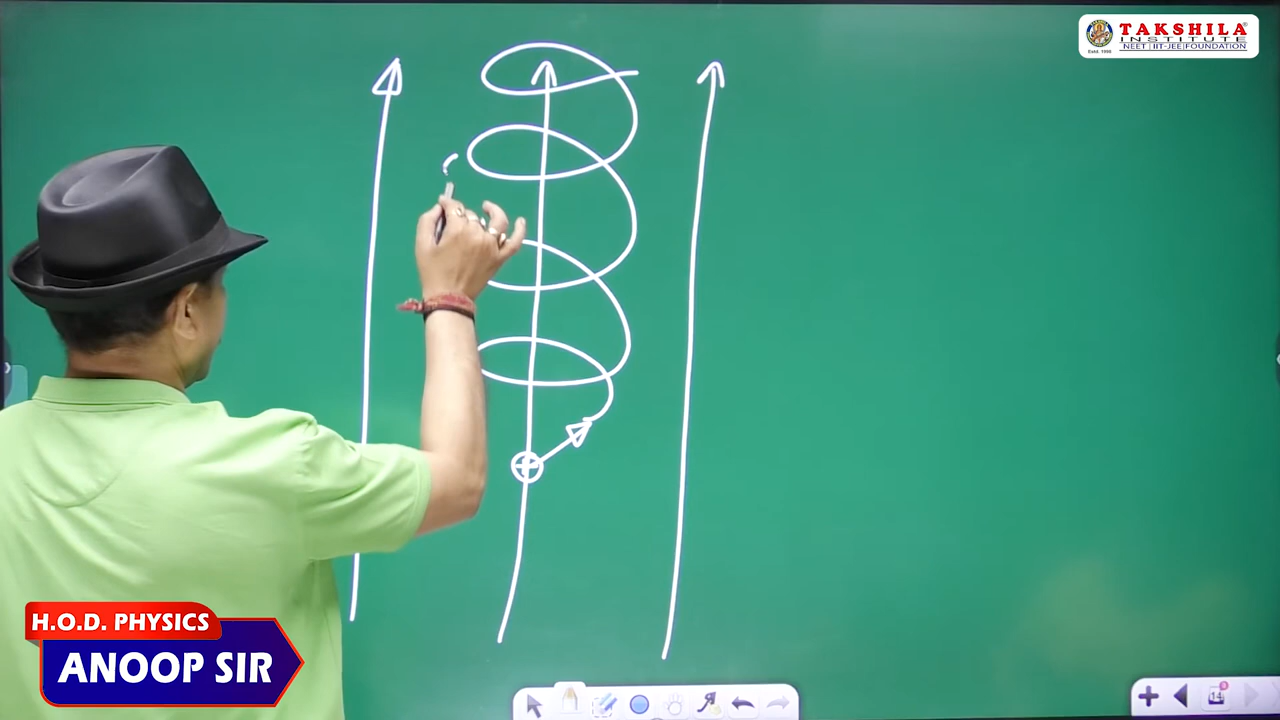 TAKSHILA
INSTITUTE
Estd. 1998
NEET | IIT-JEE | FOUNDATION
H.O.D. PHYSICS
ANOOP SIR
14